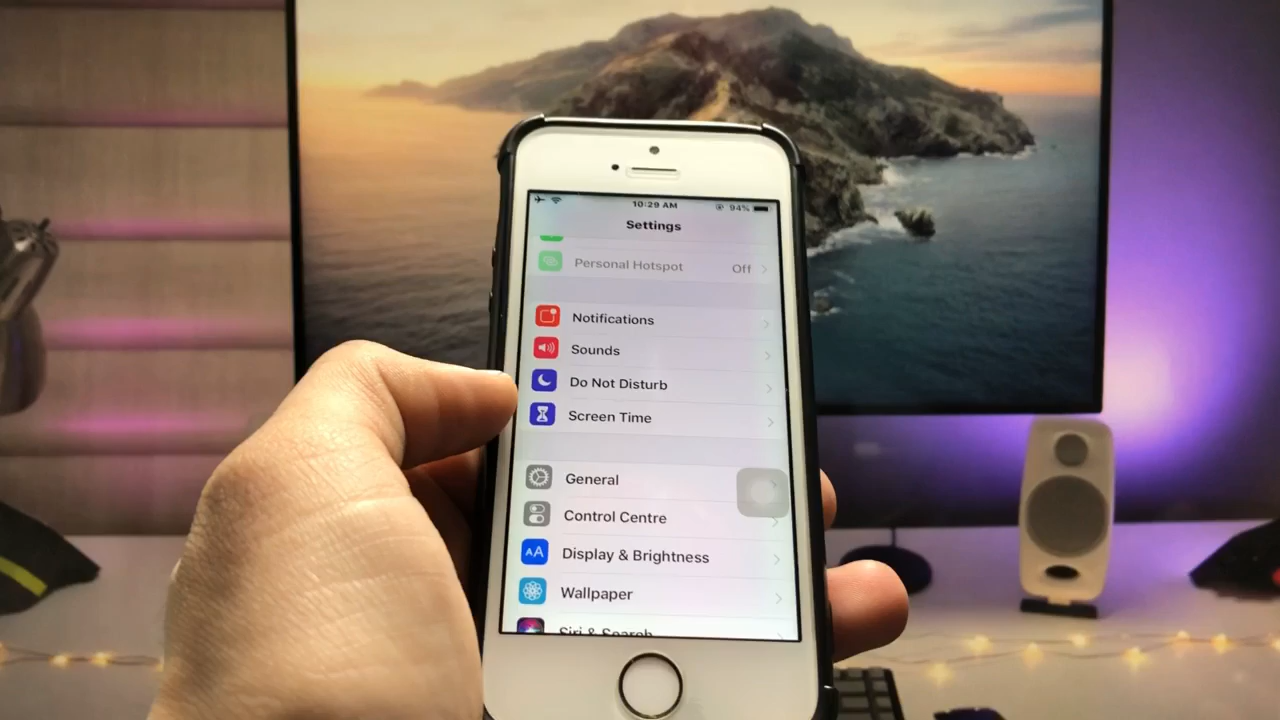 10:29 AM 94%
Settings
Personal Hotspot Off
Notifications
Sounds
Do Not Disturb
Screen Time
General
Control Centre
AA Display & Brightness
Wallpaper
Siri & Search